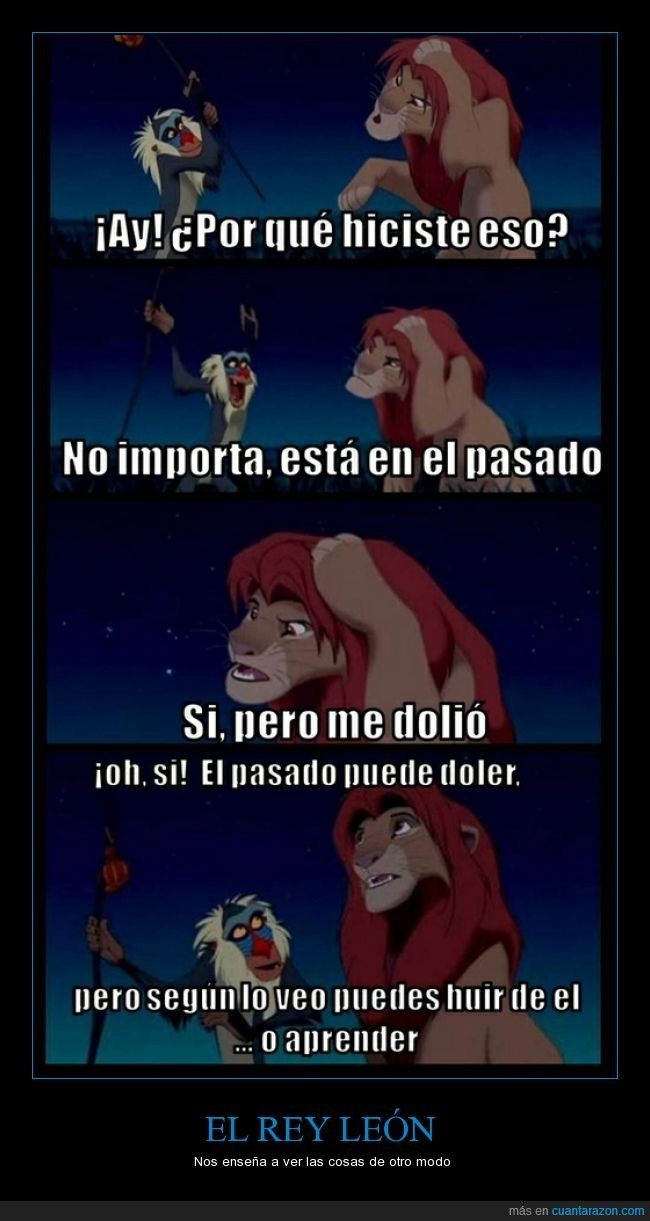 ¡Ay! ¿Por qué hiciste eso?
No importa, está en el pasado
Si, pero me dolió
¡oh, si! El pasado puede doler,
pero según lo veo puedes huir de el
... o aprender
EL REY LEÓN
Nos enseña a ver las cosas de otro modo
más en cuantarazon.com